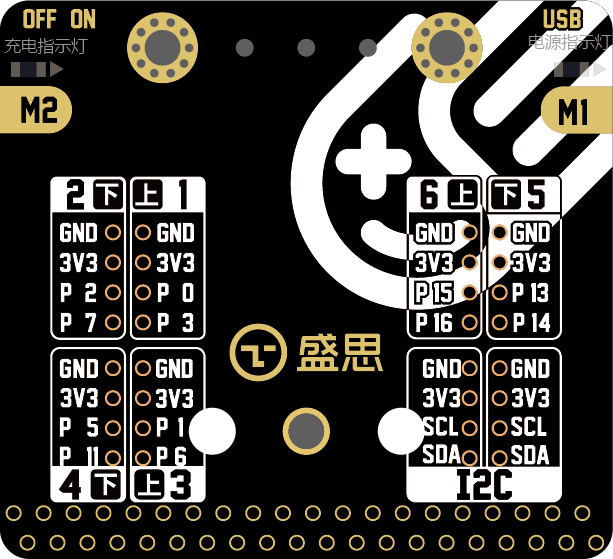 OFF ON
USB
充电指示灯
电源指示灯
M2
M1
2 下 上 1
GND GND
3V3 3V3
P 2 P 0
P 7 P 3
6 上 下 5
GND GND
3V3 3V3
P 15 P 13
P 16 P 14
盛思
GND GND
3V3 3V3
P 5 P 1
P 11 P 6
4 下 上 3
GND GND
3V3 3V3
SCL SCL
SDA SDA
I2C